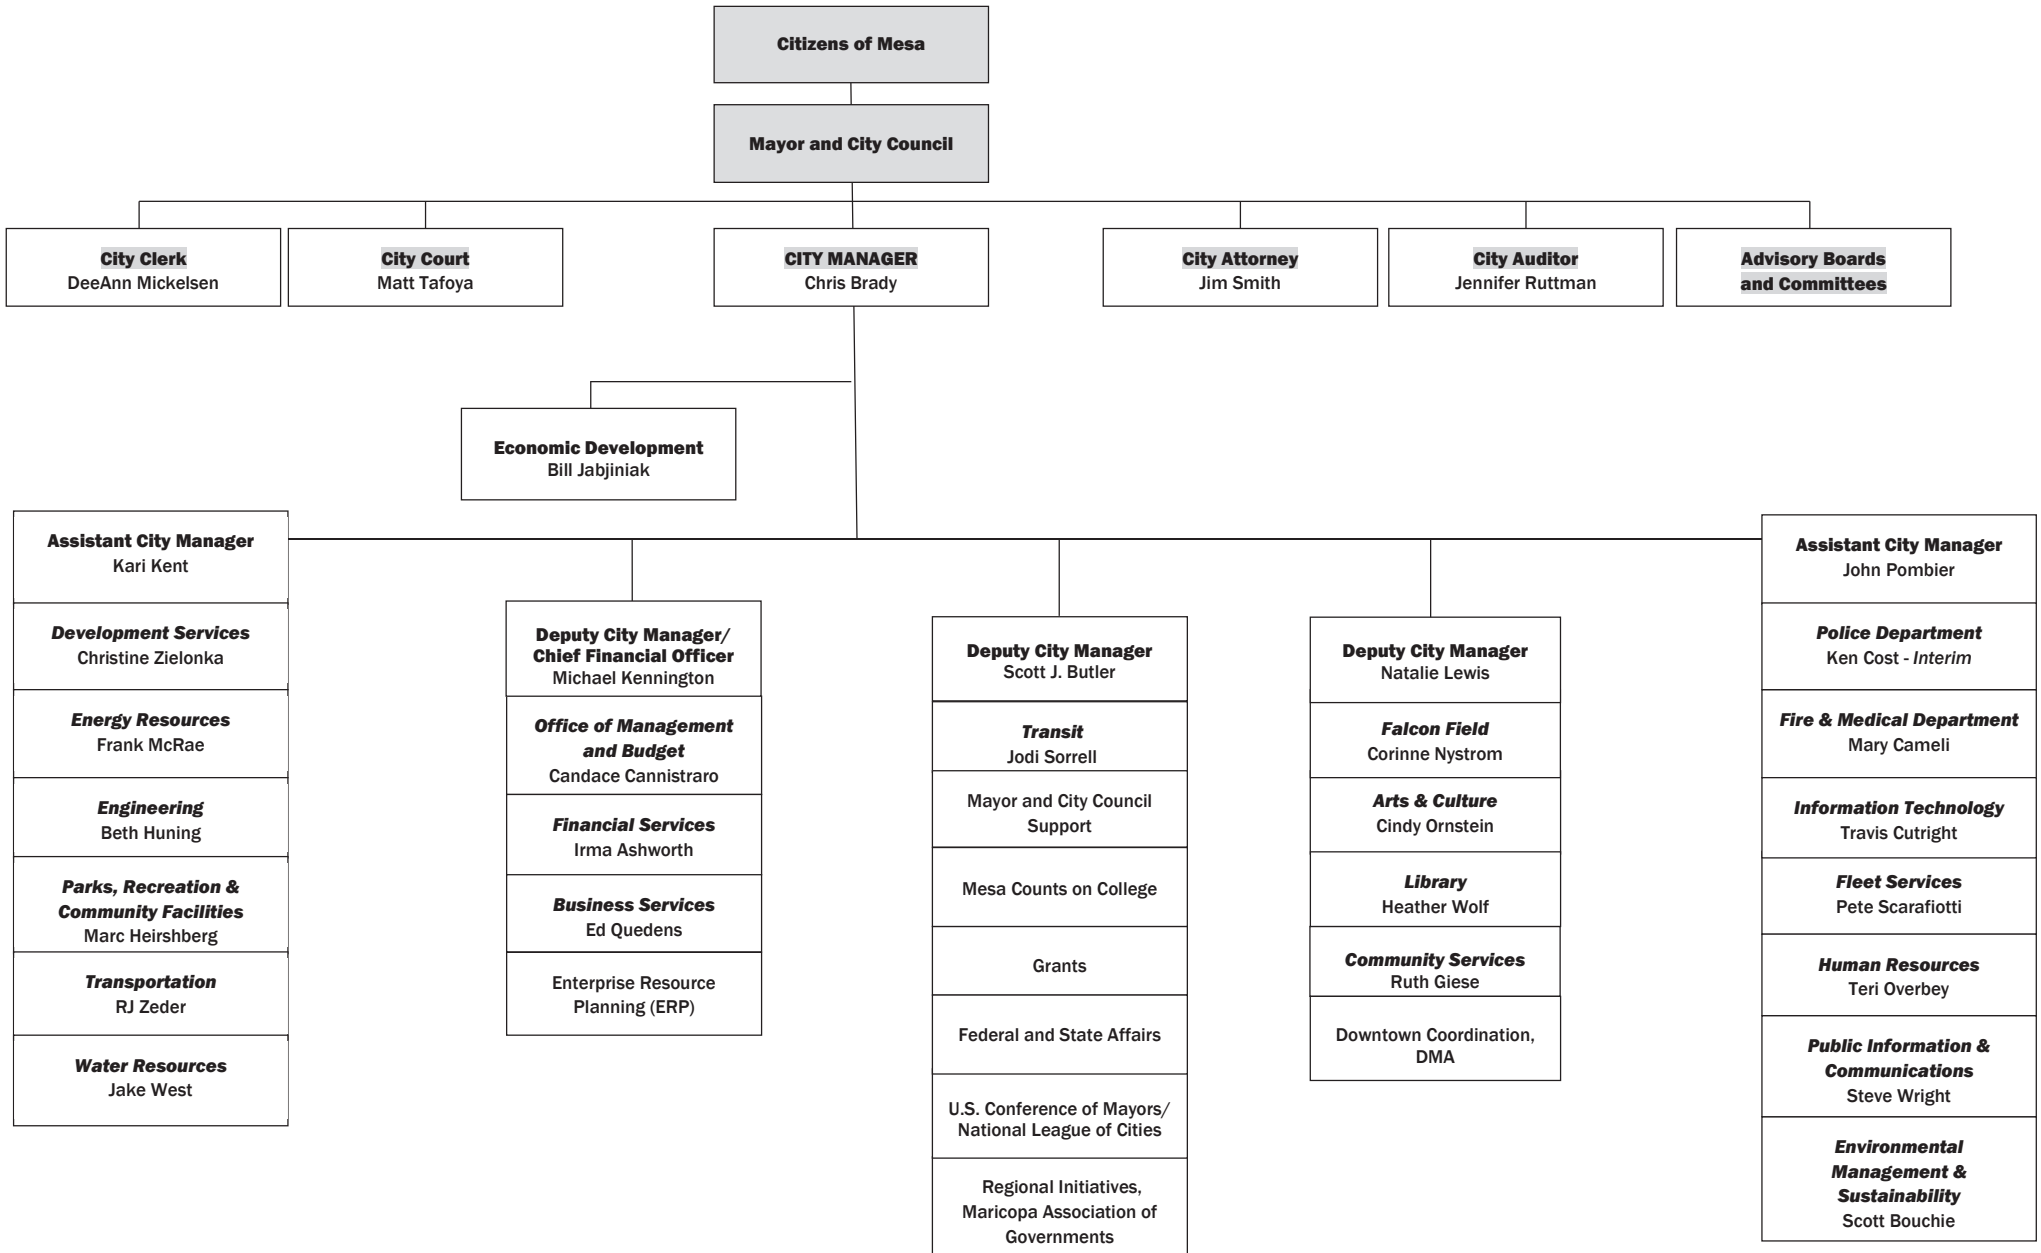 Citizens of Mesa
Mayor and City Council
City Clerk
DeeAnn Mickelsen
City Court
Matt Tafoya
CITY MANAGER
Chris Brady
City Attorney
Jim Smith
City Auditor
Jennifer Ruttman
Advisory Boards
and Committees
Economic Development
Bill Jabjiniak
Assistant City Manager
Kari Kent
Development Services
Christine Zielonka
Energy Resources
Frank McRae
Engineering
Beth Huning
Parks, Recreation &
Community Facilities
Marc Heirshberg
Transportation
RJ Zeder
Water Resources
Jake West
Deputy City Manager/
Chief Financial Officer
Michael Kennington
Office of Management
and Budget
Candace Cannistraro
Financial Services
Irma Ashworth
Business Services
Ed Quedens
Enterprise Resource
Planning (ERP)
Deputy City Manager
Scott J. Butler
Transit
Jodi Sorrell
Mayor and City Council
Support
Mesa Counts on College
Grants
Federal and State Affairs
U.S. Conference of Mayors/
National League of Cities
Regional Initiatives,
Maricopa Association of
Governments
Deputy City Manager
Natalie Lewis
Falcon Field
Corinne Nystrom
Arts & Culture
Cindy Ornstein
Library
Heather Wolf
Community Services
Ruth Giese
Downtown Coordination,
DMA
Assistant City Manager
John Pombier
Police Department
Ken Cost - Interim
Fire & Medical Department
Mary Cameli
Information Technology
Travis Cutright
Fleet Services
Pete Scarafiotti
Human Resources
Teri Overbey
Public Information &
Communications
Steve Wright
Environmental
Management &
Sustainability
Scott Bouchie